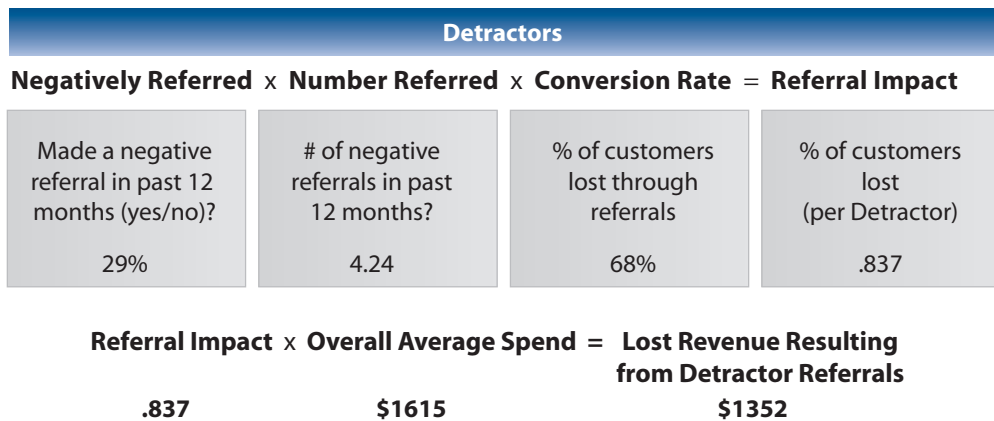 Detractors
Negatively Referred x Number Referred x Conversion Rate = Referral Impact
Made a negative
referral in past 12
months (yes/no)?
29%
# of negative
referrals in past
12 months?
4.24
% of customers
lost through
referrals
68%
% of customers
lost
(per Detractor)
.837
Referral Impact x Overall Average Spend = Lost Revenue Resulting
from Detractor Referrals
.837 $1615 $1352